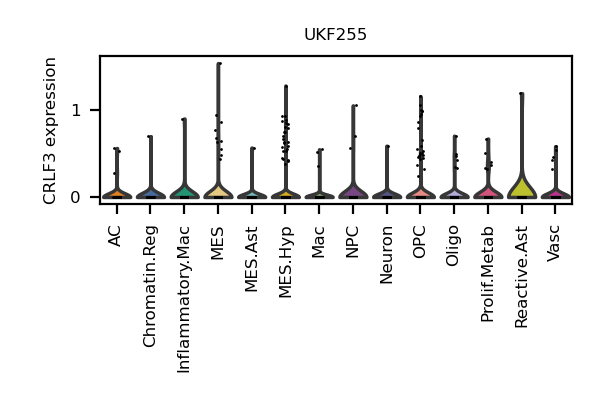 UKF255
CRLF3 expression
1
0
AC
Chromatin.Reg
Inflammatory.Mac
MES
MES.Ast
MES.Hyp
Mac
NPC
Neuron
OPC
Oligo
Prolif.Metab
Reactive.Ast
Vasc